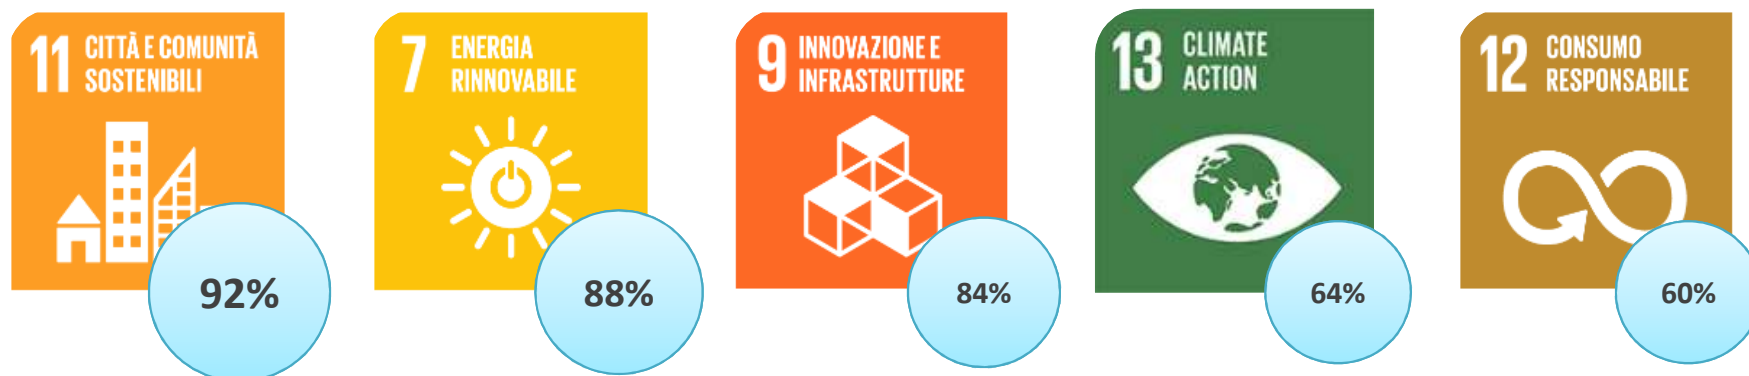 11 CITTÀ E COMUNITÀ
SOSTENIBILI
92%
7 ENERGIA
RINNOVABILE
88%
9 INNOVAZIONE E
INFRASTRUTTURE
84%
13 CLIMATE
ACTION
64%
12 CONSUMO
RESPONSABILE
60%